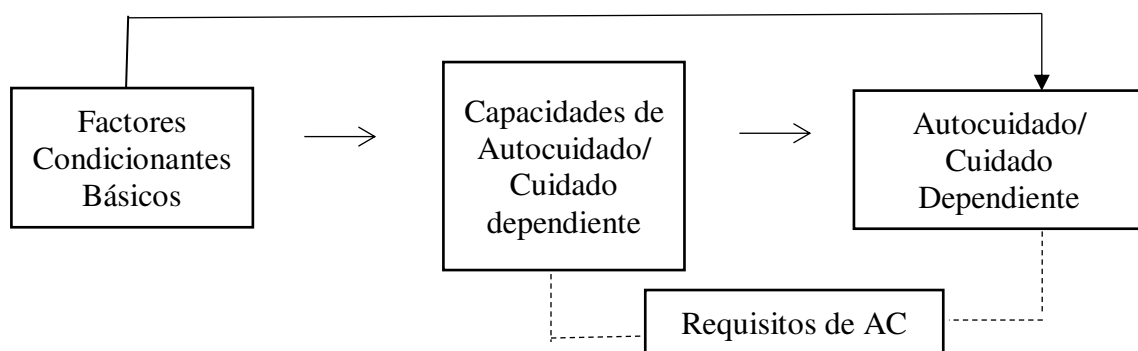 Factores
Condicionantes
Básicos
Capacidades de
Autocuidado/
Cuidado
dependiente
Autocuidado/
Cuidado
Dependiente
Requisitos de AC